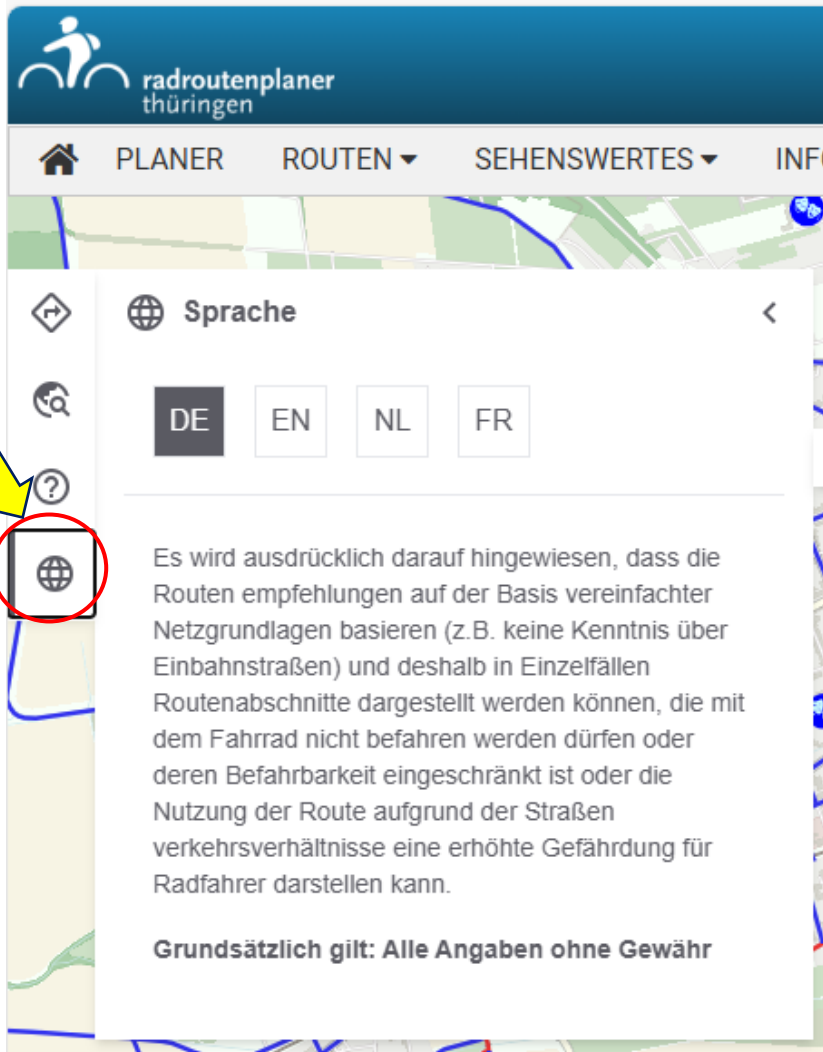 radroutenplaner
thüringen
PLANER ROUTEN SEHENSWERTES
Sprache
DE EN NL FR
Es wird ausdrücklich darauf hingewiesen, dass die
Routen empfehlungen auf der Basis vereinfachter
Netzgrundlagen basieren (z.B. keine Kenntnis über
Einbahnstraßen) und deshalb in Einzelfällen
Routenabschnitte dargestellt werden können, die mit
dem Fahrrad nicht befahren werden dürfen oder
deren Befahrbarkeit eingeschränkt ist oder die
Nutzung der Route aufgrund der Straßen
verkehrsverhältnisse eine erhöhte Gefährdung für
Radfahrer darstellen kann.
Grundsätzlich gilt: Alle Angaben ohne Gewähr